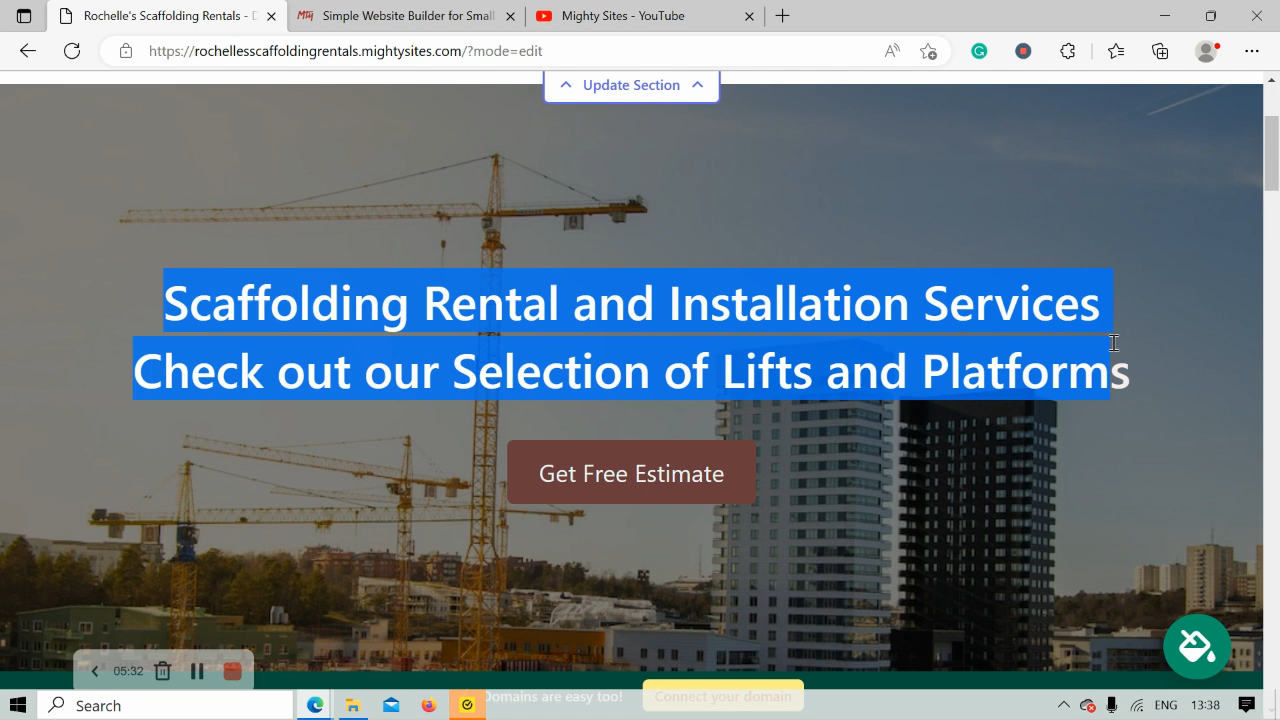 Rochelle's Scaffolding Rentals - D
Simple Website Builder for Small
Mighty Sites - YouTube
https://rochellesscaffoldingrentals.mightysites.com/?mode=edit
Update Section
Scaffolding Rental and Installation Services
Check out our Selection of Lifts and Platforms
Get Free Estimate
05:32
Domains are easy too!
Connect your domain
Search
ENG
13:38